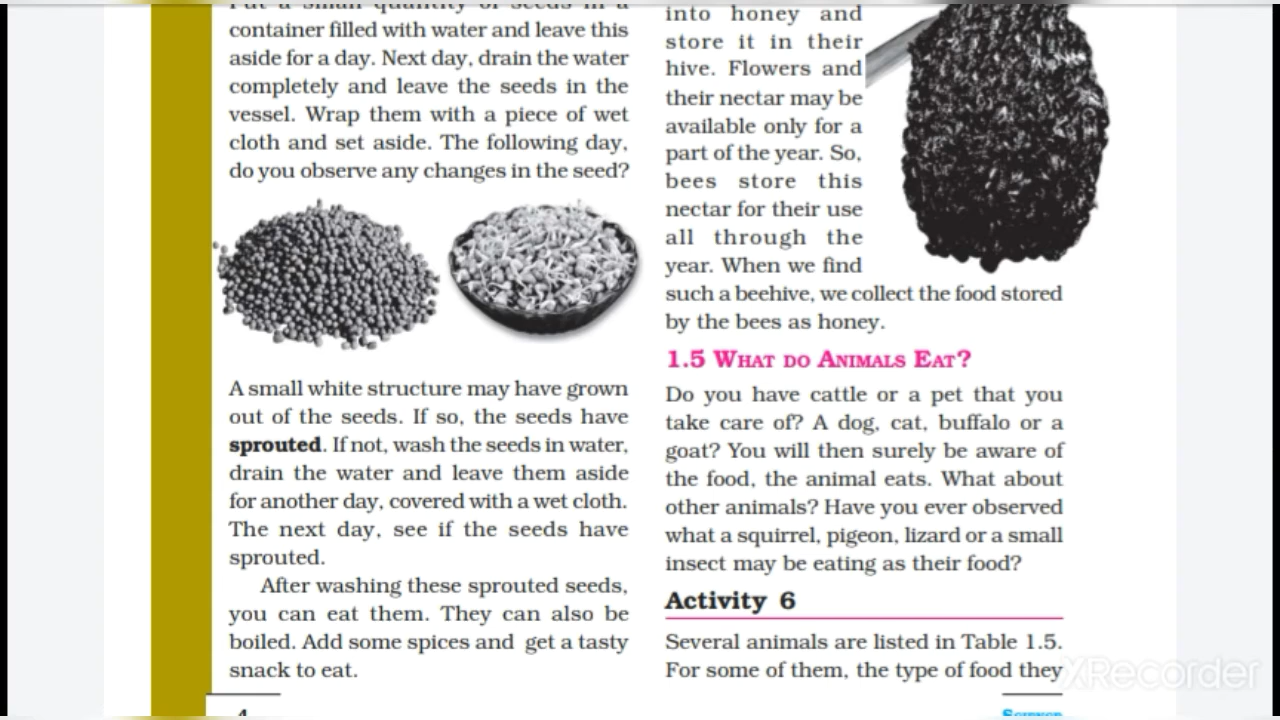 Put a small quantity of seeds in a
container filled with water and leave this
aside for a day. Next day, drain the water
completely and leave the seeds in the
vessel. Wrap them with a piece of wet
cloth and set aside. The following day,
do you observe any changes in the seed?
A small white structure may have grown
out of the seeds. If so, the seeds have
sprouted. If not, wash the seeds in water,
drain the water and leave them aside
for another day, covered with a wet cloth.
The next day, see if the seeds have
sprouted.
After washing these sprouted seeds,
you can eat them. They can also be
boiled. Add some spices and get a tasty
snack to eat.
4
into honey and
store it in their
hive. Flowers and
their nectar may be
available only for a
part of the year. So,
bees store this
nectar for their use
all through the
year. When we find
such a beehive, we collect the food stored
by the bees as honey.
1.5 WHAT DO ANIMALS EAT?
Do you have cattle or a pet that you
take care of? A dog, cat, buffalo or a
goat? You will then surely be aware of
the food, the animal eats. What about
other animals? Have you ever observed
what a squirrel, pigeon, lizard or a small
insect may be eating as their food?
Activity 6
Several animals are listed in Table 1.5.
For some of them, the type of food they
XRecorder
SCIENCE